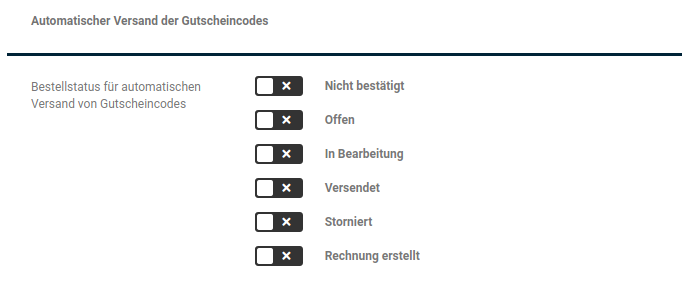 Automatischer Versand der Gutscheincodes
Bestellstatus für automatischen
Versand von Gutscheincodes
Nicht bestätigt
Offen
In Bearbeitung
Versendet
Storniert
Rechnung erstellt